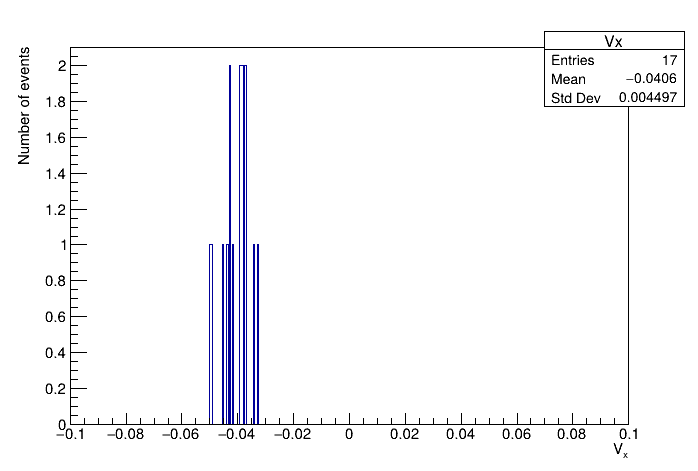 Vx
Entries 17
Mean −0.0406
Std Dev 0.004497
Number of events
2
1.8
1.6
1.4
1.2
1
0.8
0.6
0.4
0.2
0
−0.1 −0.08 −0.06 −0.04 −0.02 0 0.02 0.04 0.06 0.08 0.1
Vx